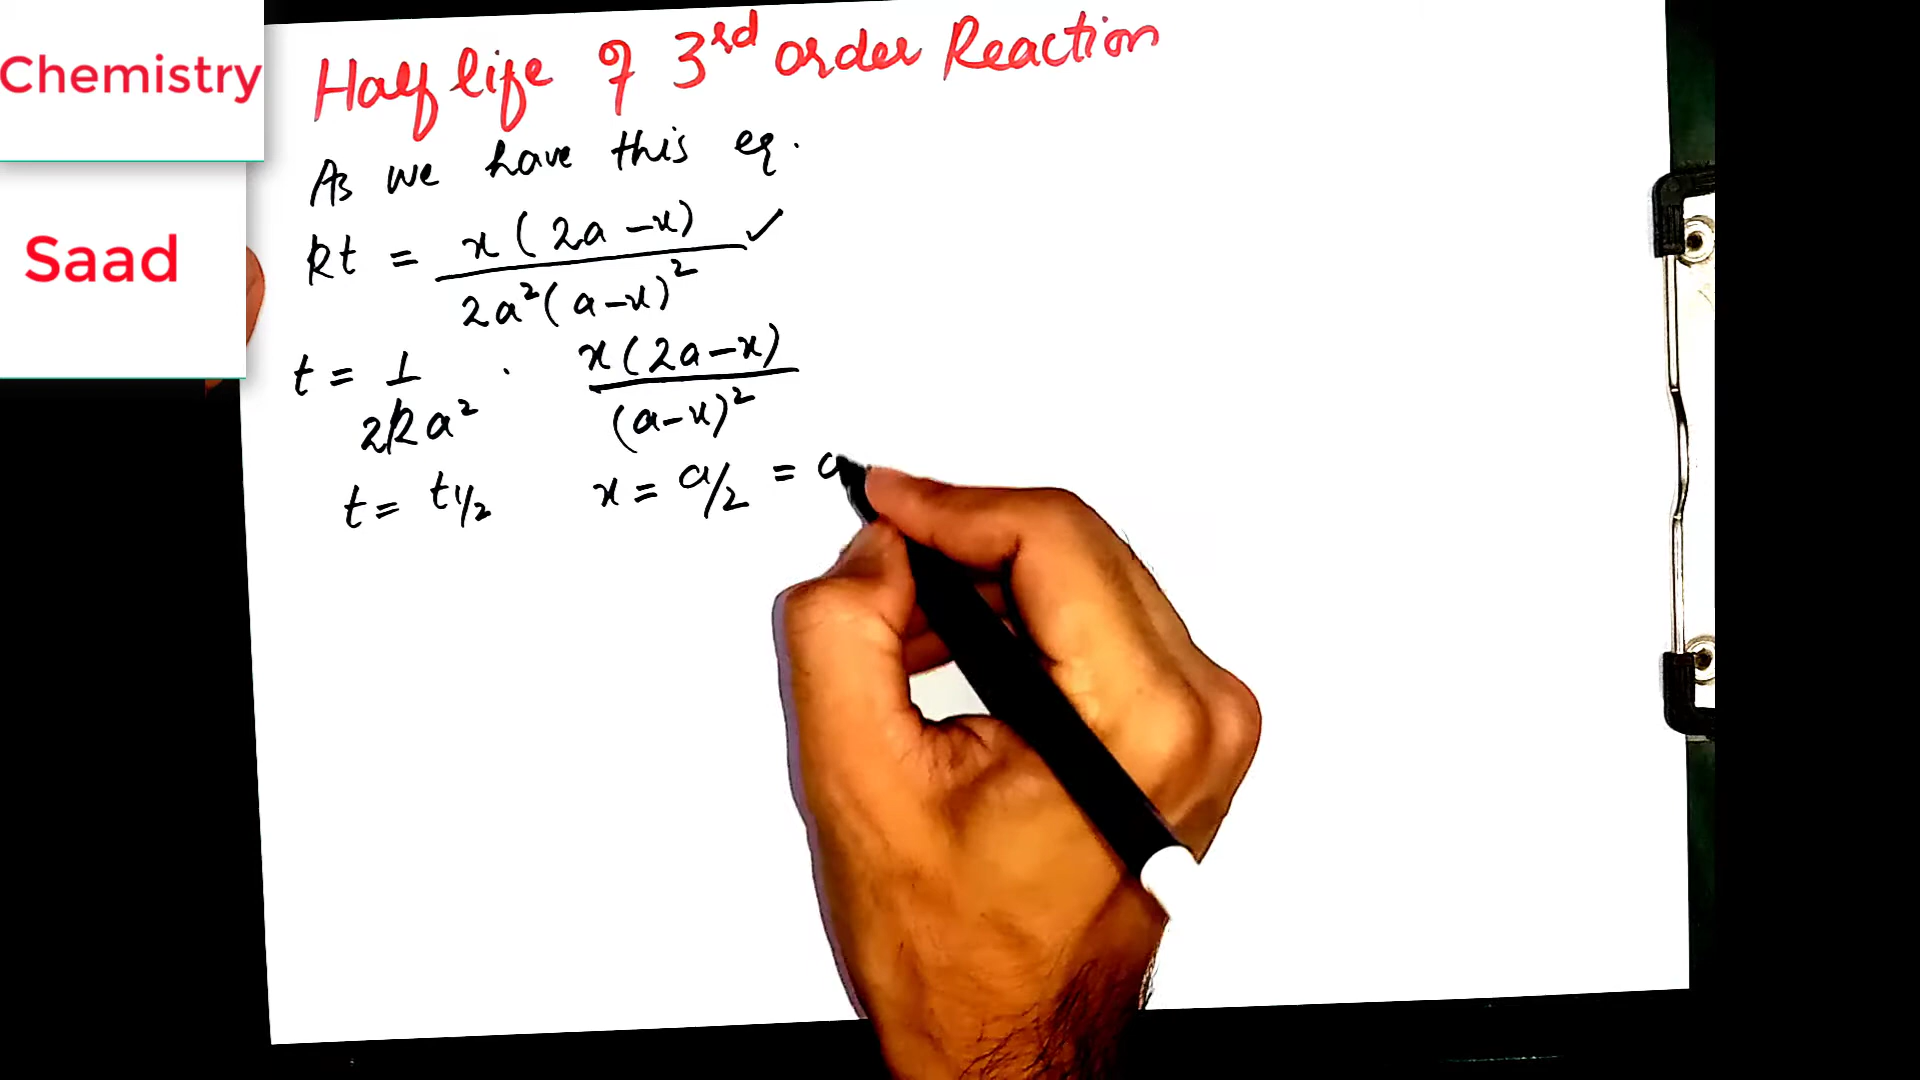 Chemistry
Saad
Half life of 3rd order Reaction
As we have this eq.
Kt = x(2a-x) / 2a²(a-x)² ✓
t = 1 / 2Ka² · x(2a-x) / (a-x)²
t = t1/2 x = a/2 = a